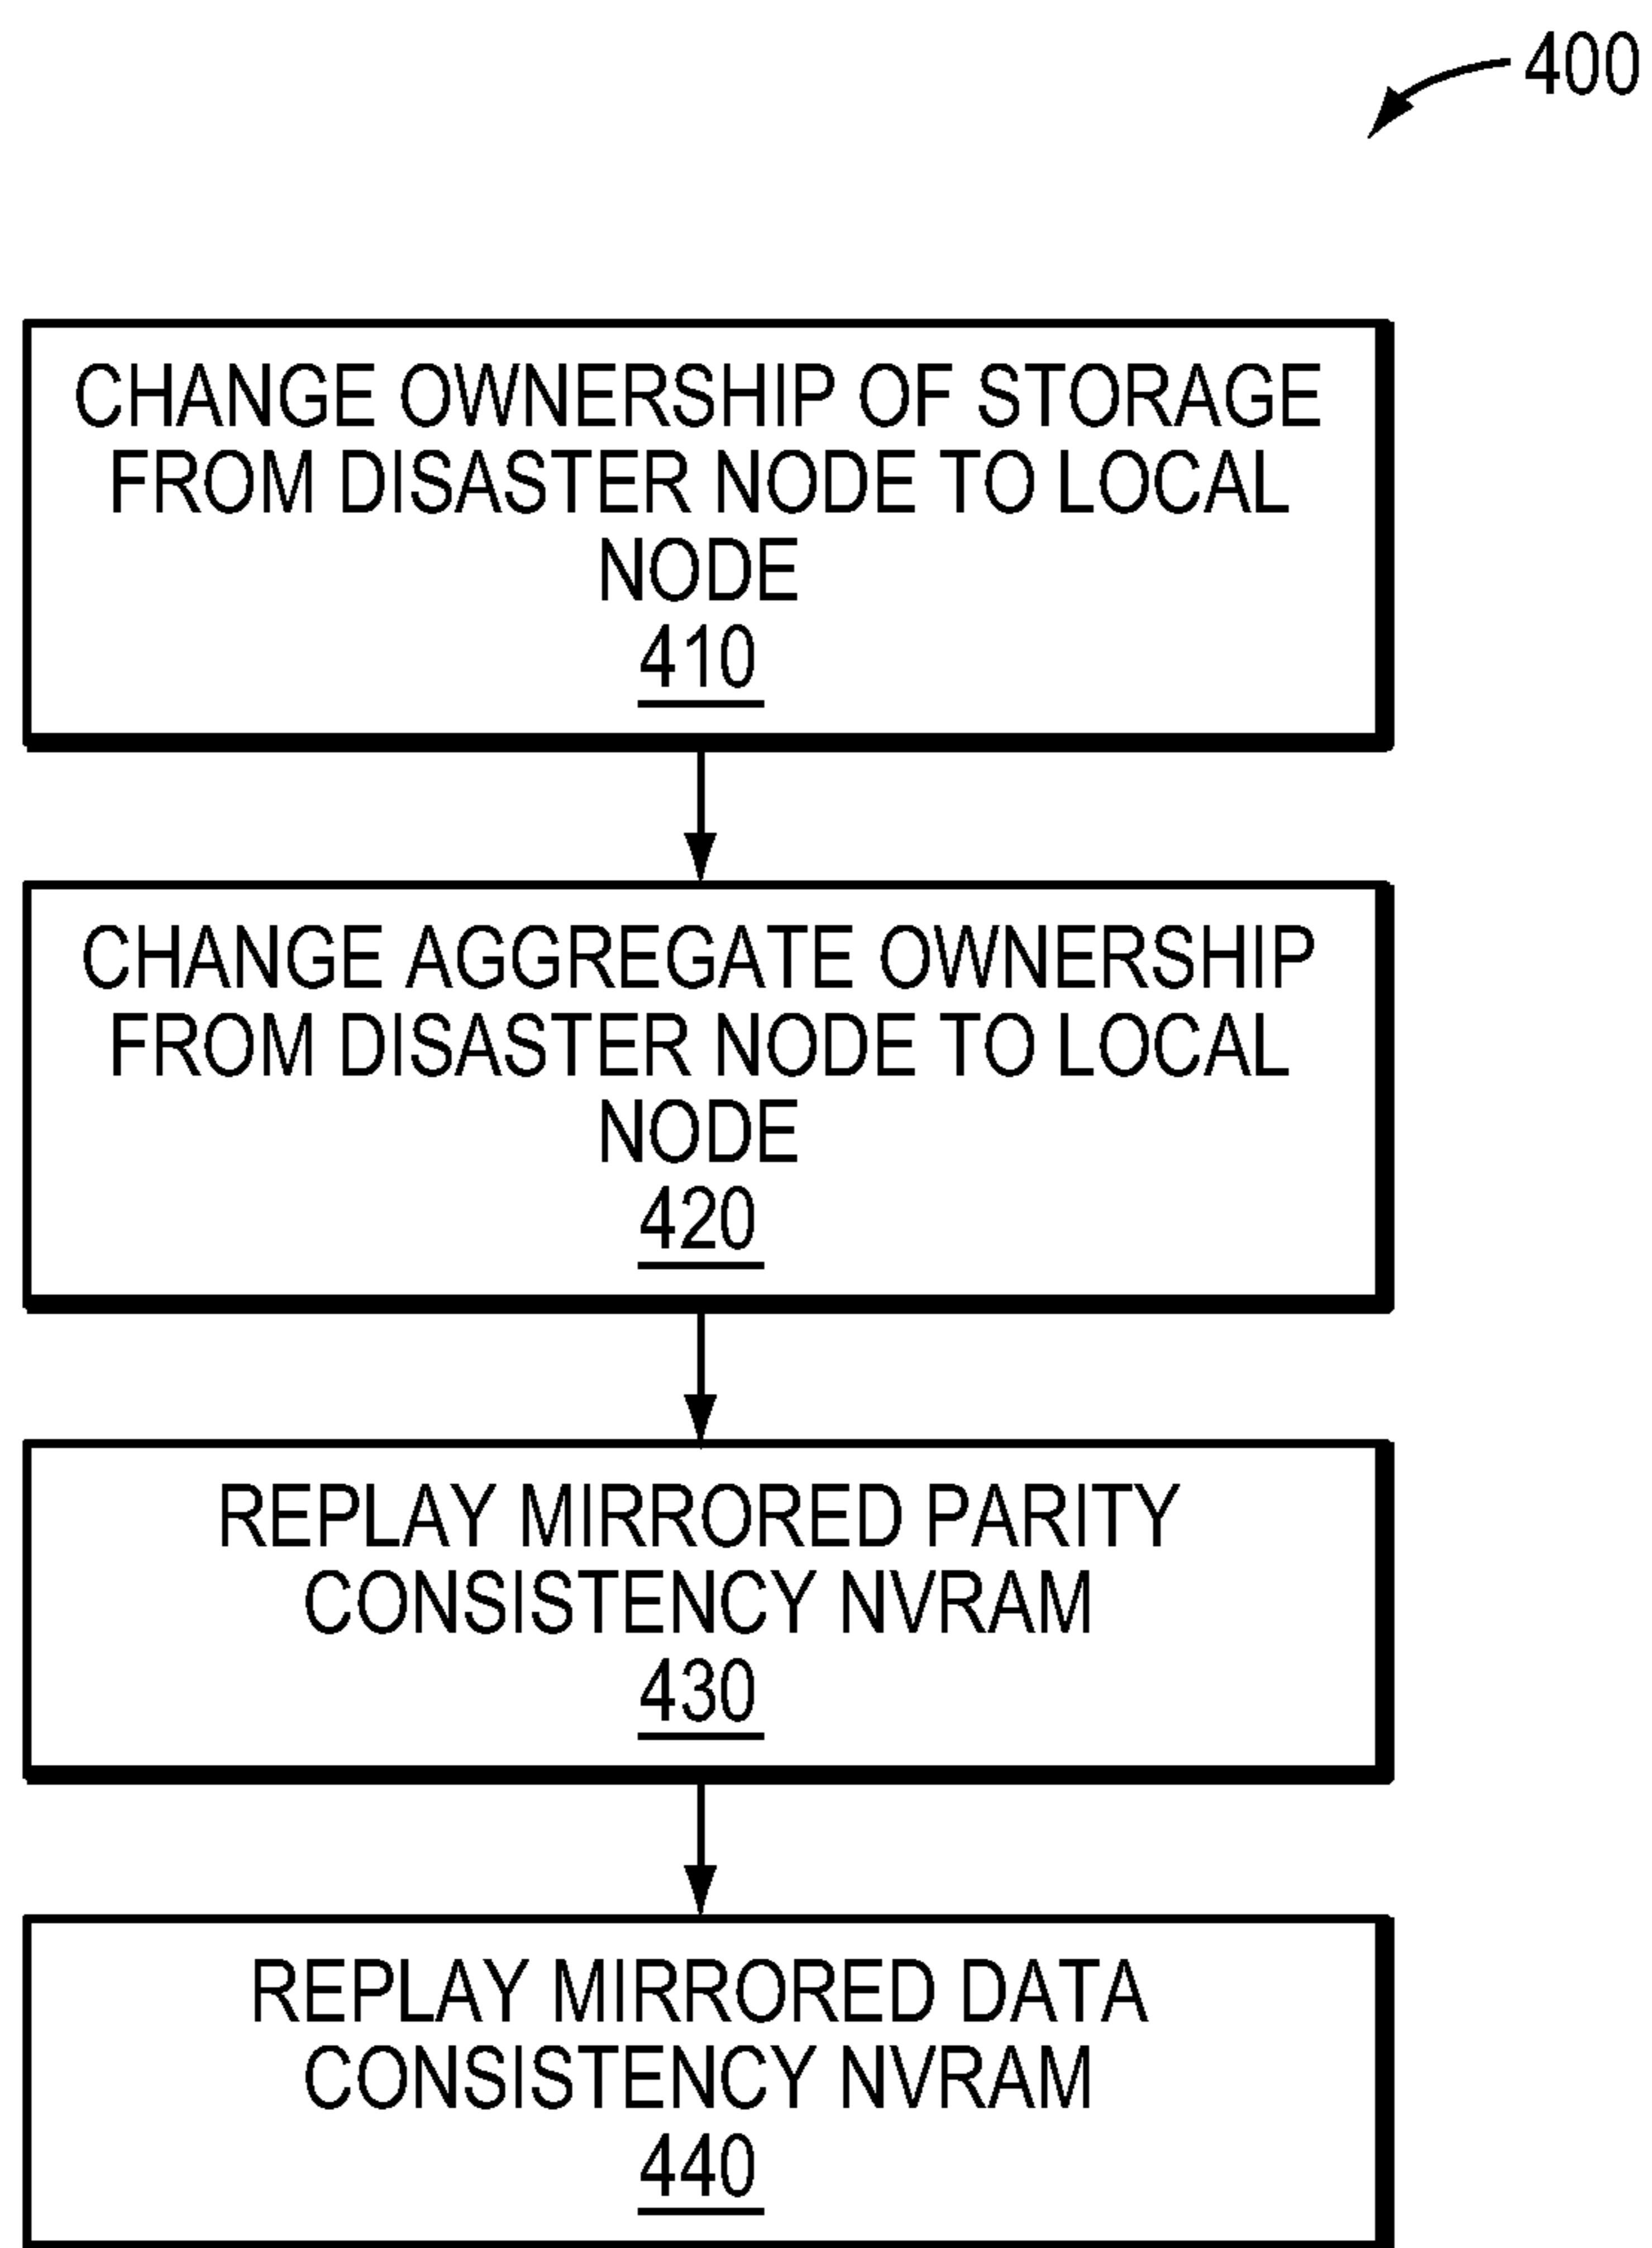 400
CHANGE OWNERSHIP OF STORAGE
FROM DISASTER NODE TO LOCAL
NODE
410
CHANGE AGGREGATE OWNERSHIP
FROM DISASTER NODE TO LOCAL
NODE
420
REPLAY MIRRORED PARITY
CONSISTENCY NVRAM
430
REPLAY MIRRORED DATA
CONSISTENCY NVRAM
440